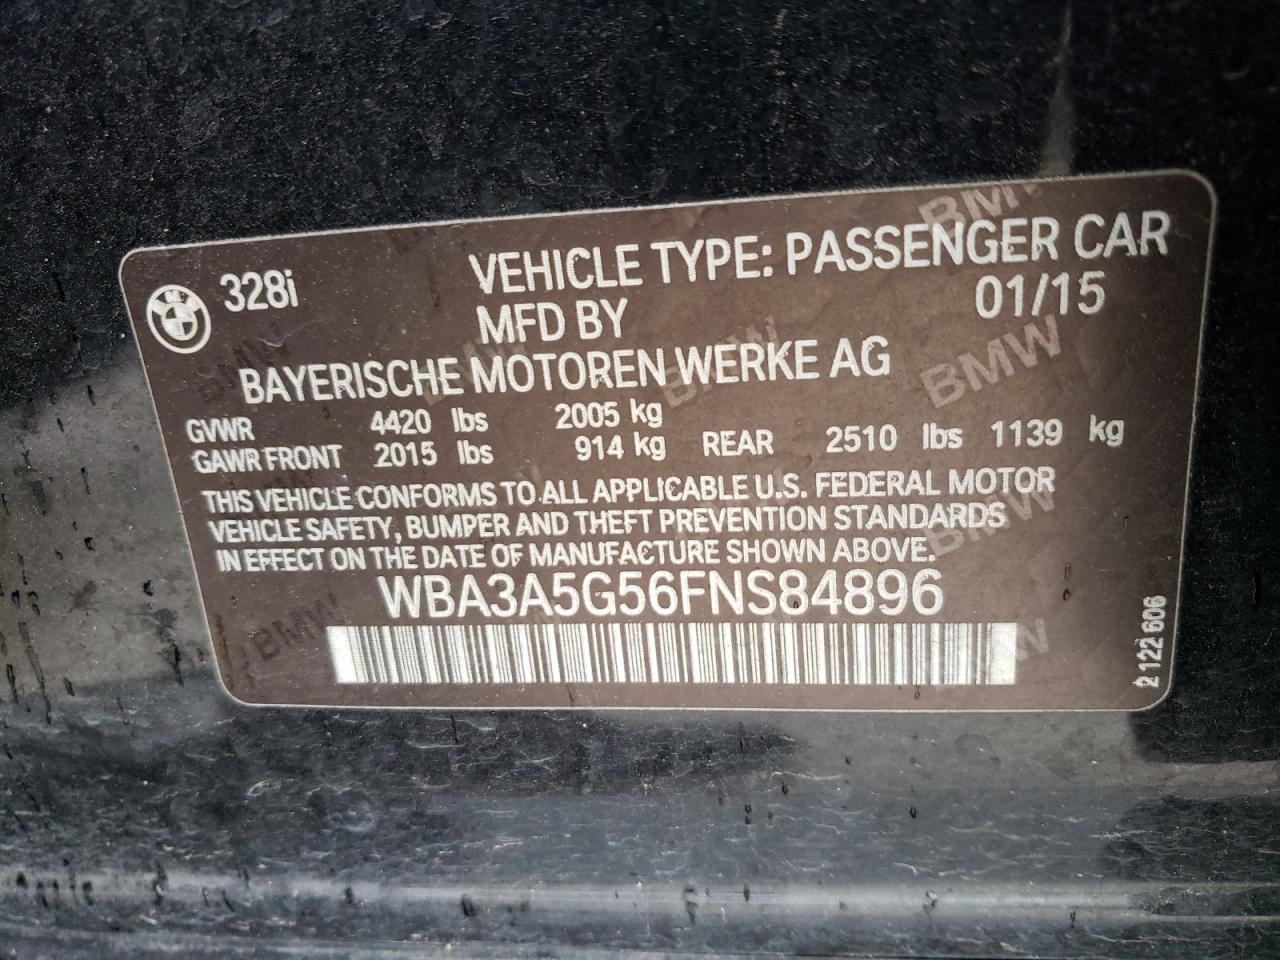 328i VEHICLE TYPE: PASSENGER CAR
MFD BY 01/15
BAYERISCHE MOTOREN WERKE AG
GVWR 4420 lbs 2005 kg
GAWR FRONT 2015 lbs 914 kg REAR 2510 lbs 1139 kg
THIS VEHICLE CONFORMS TO ALL APPLICABLE U.S. FEDERAL MOTOR
VEHICLE SAFETY, BUMPER AND THEFT PREVENTION STANDARDS
IN EFFECT ON THE DATE OF MANUFACTURE SHOWN ABOVE.
WBA3A5G56FNS84896
2 122 606